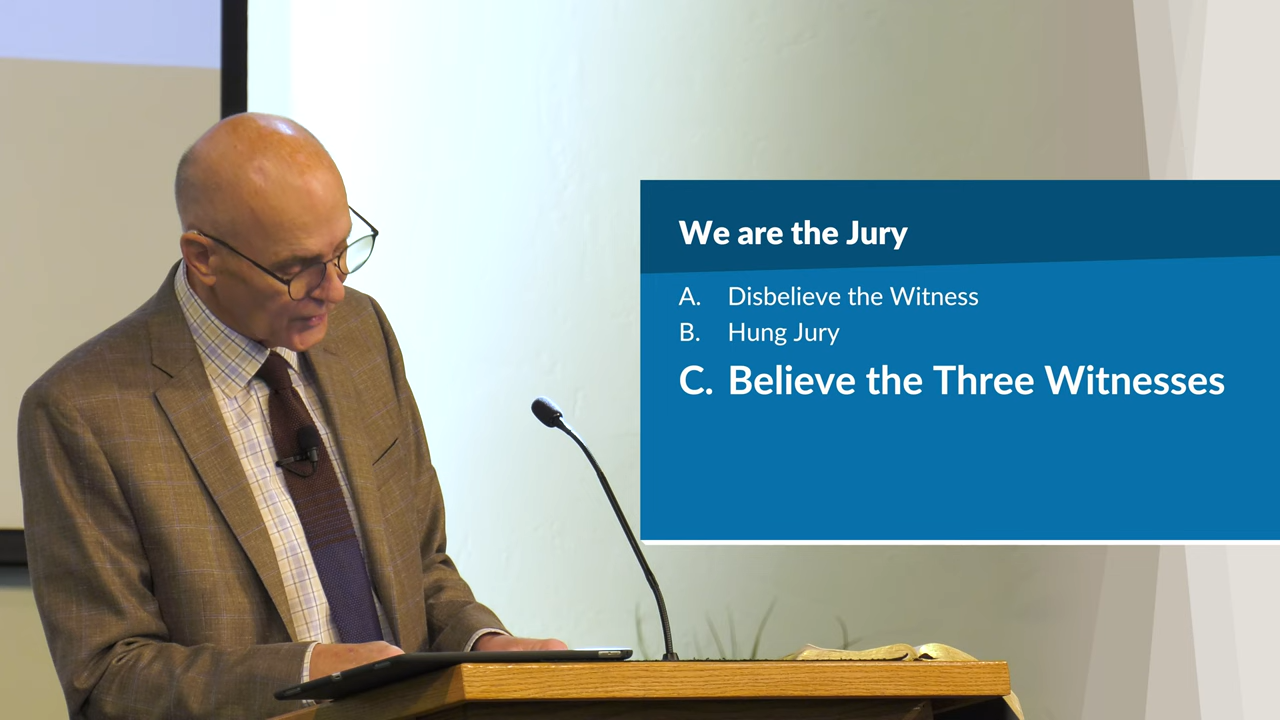 We are the Jury
A. Disbelieve the Witness
B. Hung Jury
C. Believe the Three Witnesses